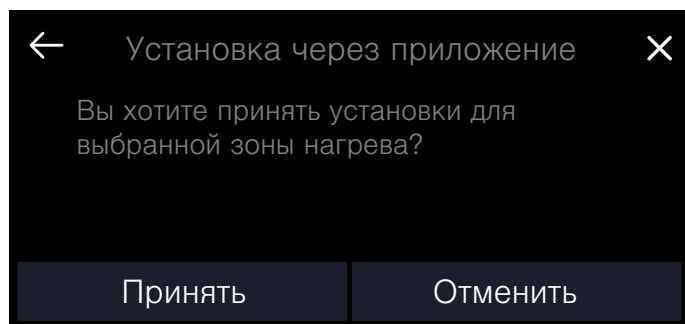 Установка через приложение
Вы хотите принять установки для
выбранной зоны нагрева?
Принять Отменить